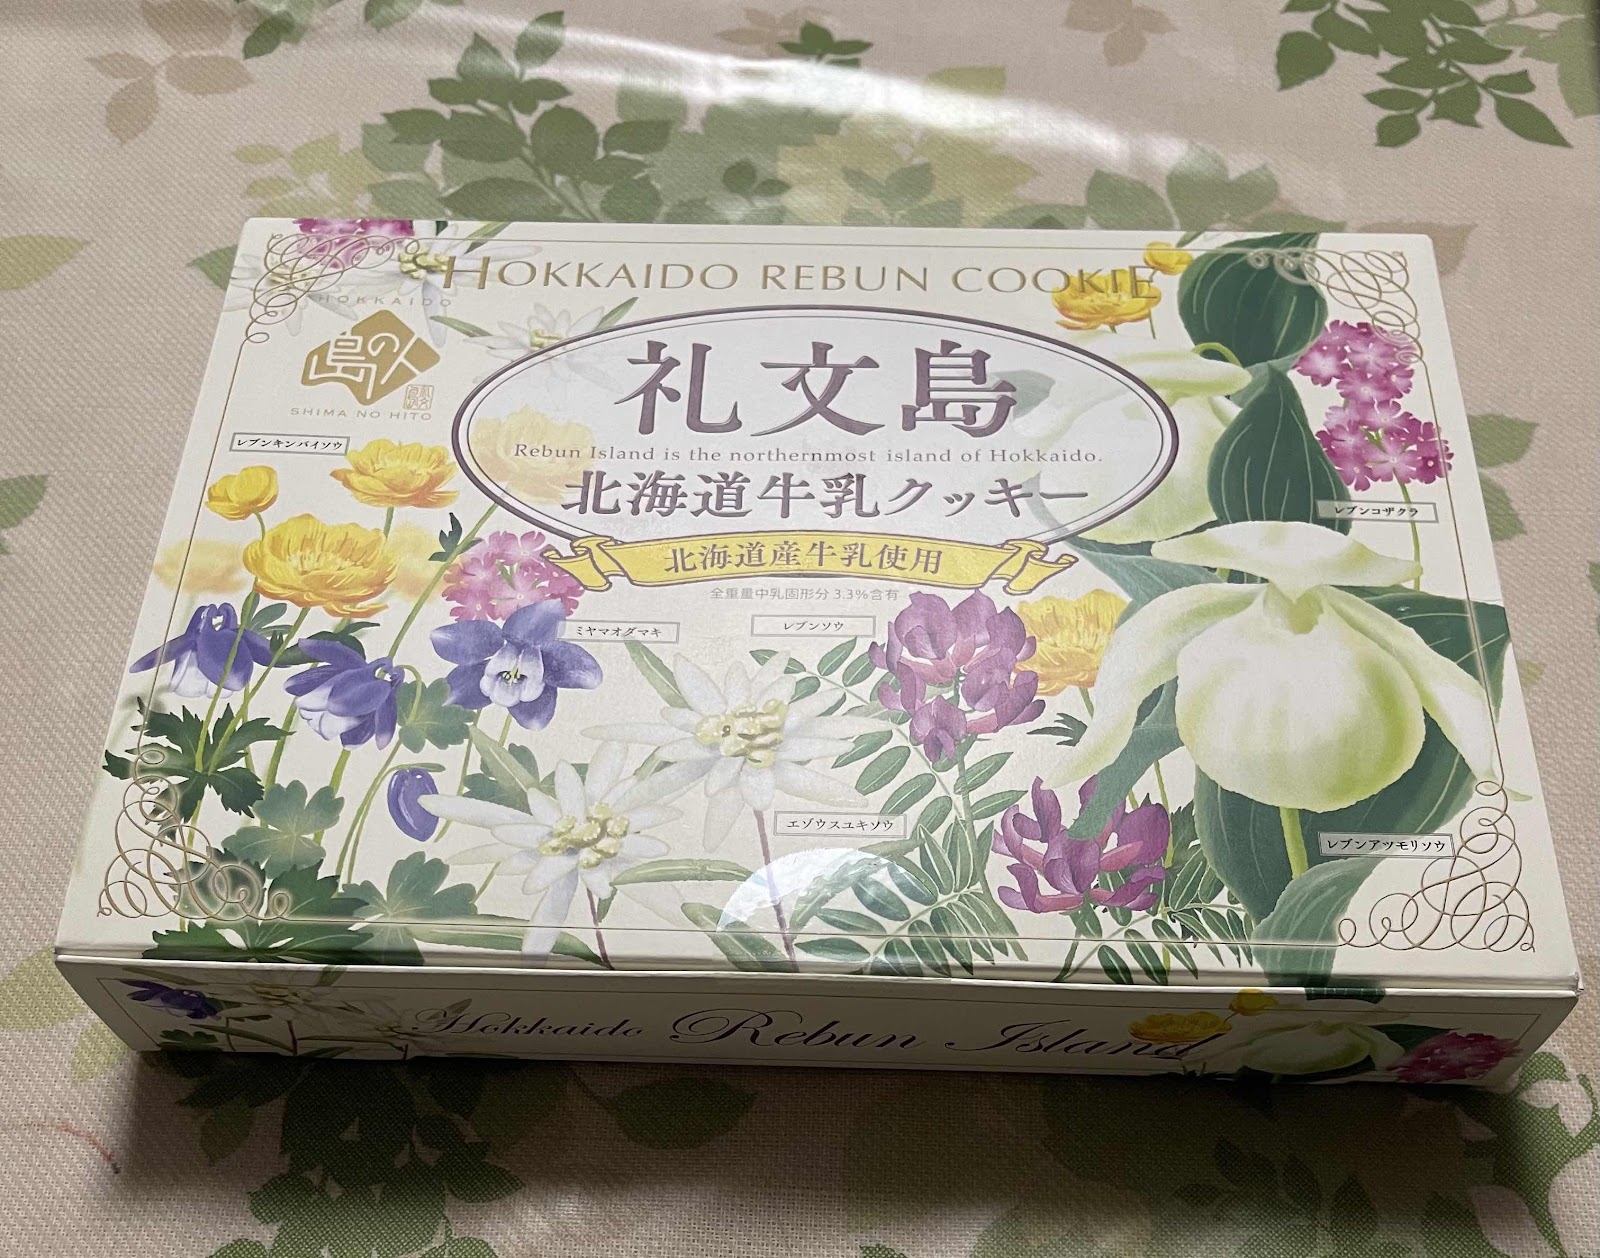 HOKKAIDO REBUN COOKIE
HOKKAIDO
島の人
SHIMA NO HITO
礼文島
Rebun Island is the northernmost island of Hokkaido.
北海道牛乳クッキー
北海道産牛乳使用
全重量中乳固形分 3.3%含有
レブンキンバイソウ
レブンコザクラ
ミヤマオダマキ
レブンソウ
エゾウスユキソウ
レブンアツモリソウ
Hokkaido Rebun Island